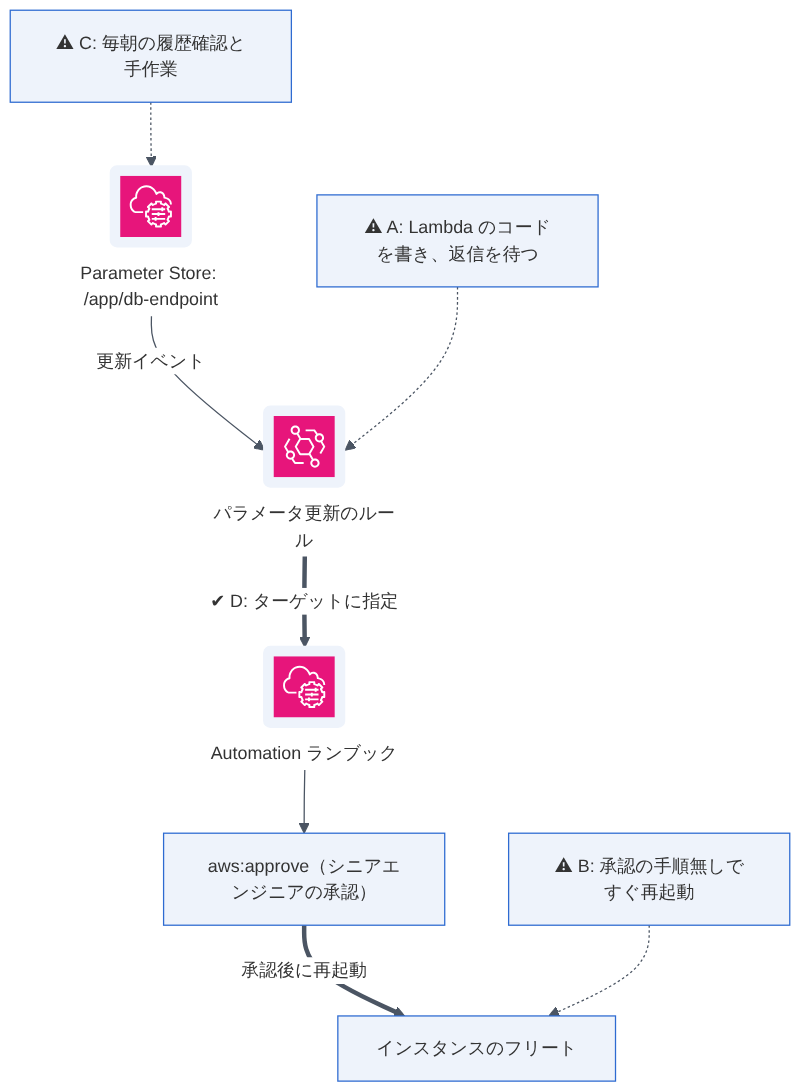 ⚠ C: 毎朝の履歴確認と
手作業
Parameter Store:
/app/db-endpoint
⚠ A: Lambda のコード
を書き、返信を待つ
更新イベント
パラメータ更新のルー
ル
✔ D: ターゲットに指定
Automation ランブック
aws:approve（シニアエ
ンジニアの承認）
⚠ B: 承認の手順無しで
すぐ再起動
承認後に再起動
インスタンスのフリート